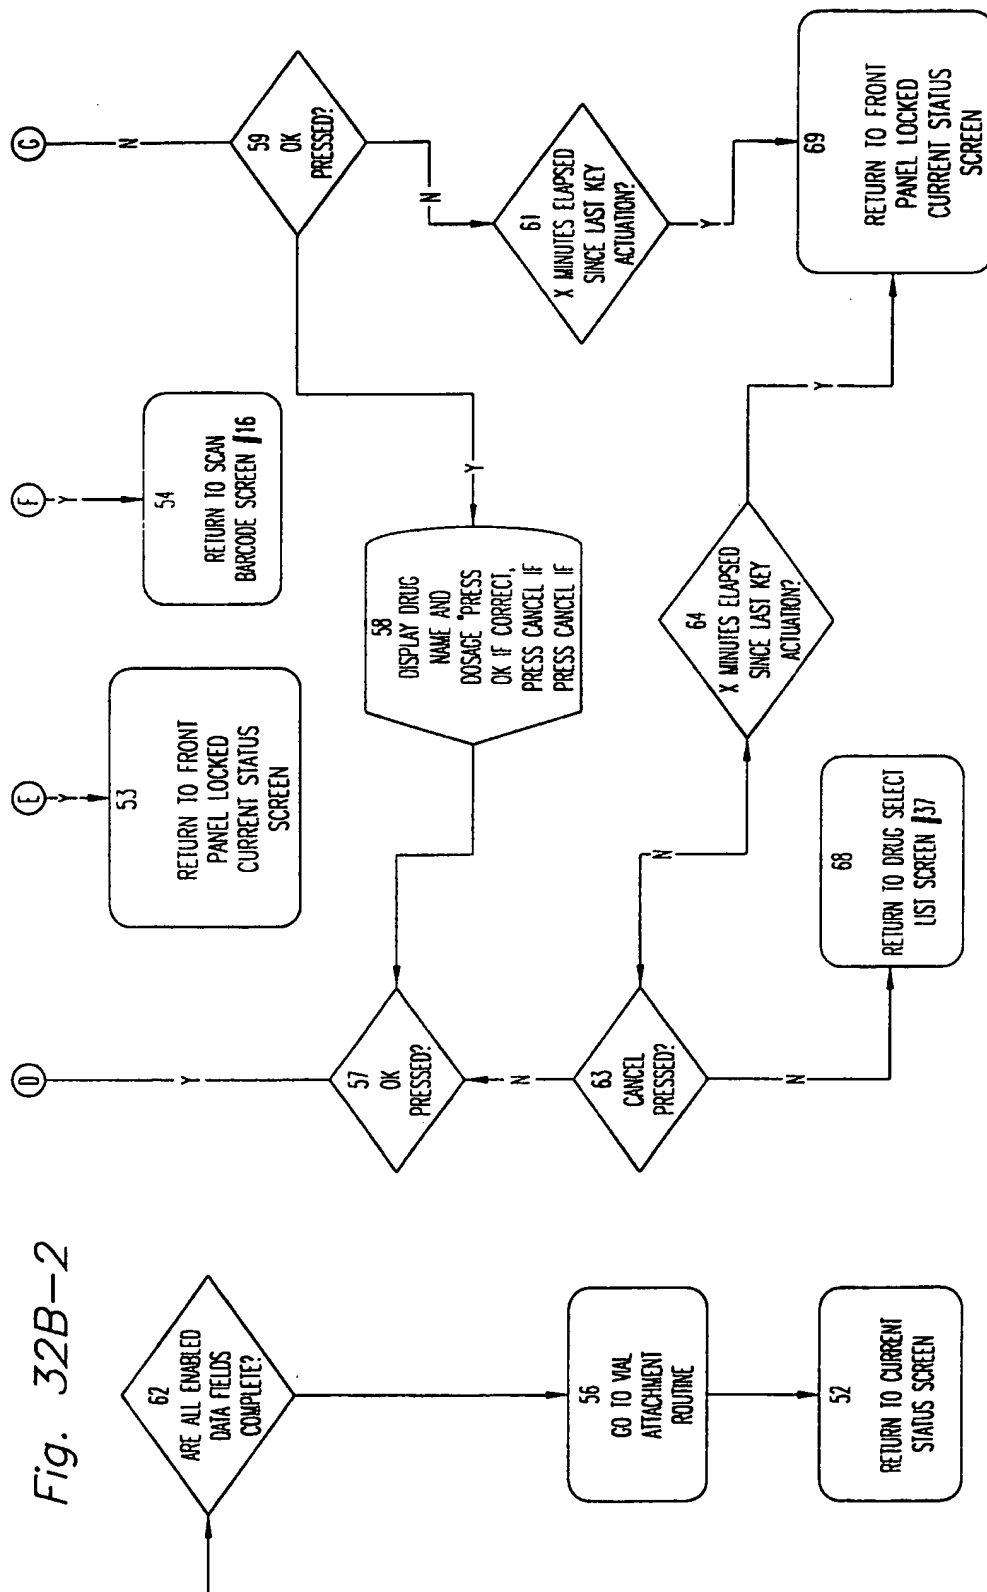 Fig. 32B-2
62
ARE ALL ENABLED
DATA FIELDS
COMPLETE?
56
GO TO VIAL
ATTACHMENT
ROUTINE
52
RETURN TO CURRENT
STATUS SCREEN
D
Y
57
OK
PRESSED?
N
63
CANCEL
PRESSED?
N
68
RETURN TO DRUG SELECT
LIST SCREEN |37
N
E
Y
53
RETURN TO FRONT
PANEL LOCKED
CURRENT STATUS
SCREEN
F
Y
54
RETURN TO SCAN
BARCODE SCREEN |16
58
DISPLAY DRUG
NAME AND
DOSAGE "PRESS
OK IF CORRECT,
PRESS CANCEL IF
PRESS CANCEL IF
Y
64
X MINUTES ELAPSED
SINCE LAST KEY
ACTUATION?
Y
G
N
59
OK
PRESSED?
N
61
X MINUTES ELAPSED
SINCE LAST KEY
ACTUATION?
Y
69
RETURN TO FRONT
PANEL LOCKED
CURRENT STATUS
SCREEN